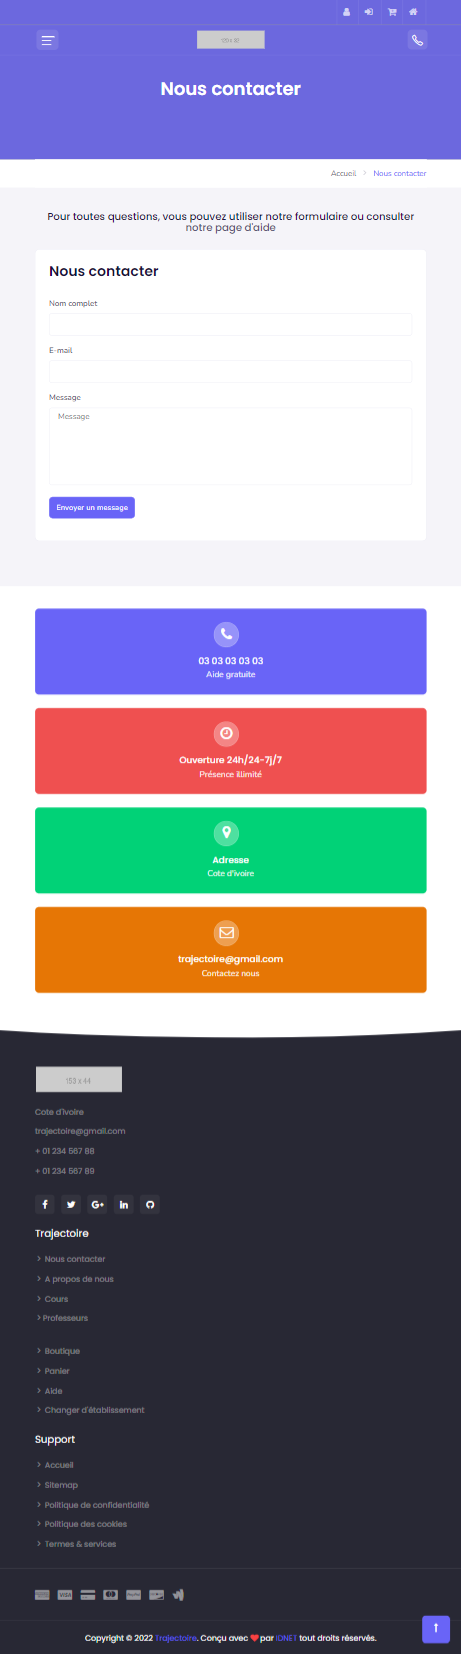 Nous contacter
Accueil > Nous contacter
Pour toutes questions, vous pouvez utiliser notre formulaire ou consulter
notre page d'aide
Nous contacter
Nom complet
E-mail
Message
Message
Envoyer un message
03 03 03 03 03
Aide gratuite
Ouverture 24h/24-7j/7
Présence illimité
Adresse
Cote d'ivoire
trajectoire@gmail.com
Contactez nous
153 x 44
Cote d'ivoire
trajectoire@gmail.com
+ 01 234 567 88
+ 01 234 567 89
Trajectoire
> Nous contacter
> A propos de nous
> Cours
> Professeurs
> Boutique
> Panier
> Aide
> Changer d'établissement
Support
> Accueil
> Sitemap
> Politique de confidentialité
> Politique des cookies
> Termes & services
VISA
Copyright © 2022 Trajectoire. Conçu avec ❤ par IDNET tout droits réservés.